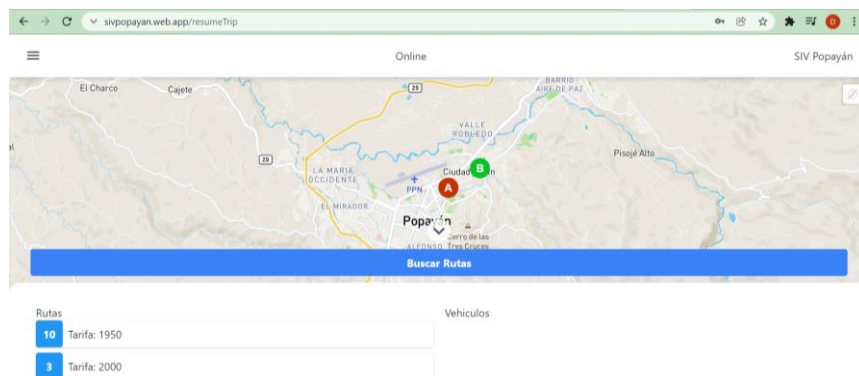 sivpopayan.web.app/resumeTrip
D
Online
SIV Popayán
El Charco
Cajete
25
BARRIO
AIRE DE PAZ
VALLE
ROBLEDO
20
Pisojé Alto
LA MARIA
OCCIDENTE
PPN
Ciudad
B
A
EL MIRADOR
Popayán
Cerro de las
Tres Cruces
ALFONSO
Buscar Rutas
Rutas
Vehiculos
10 Tarifa: 1950
3 Tarifa: 2000